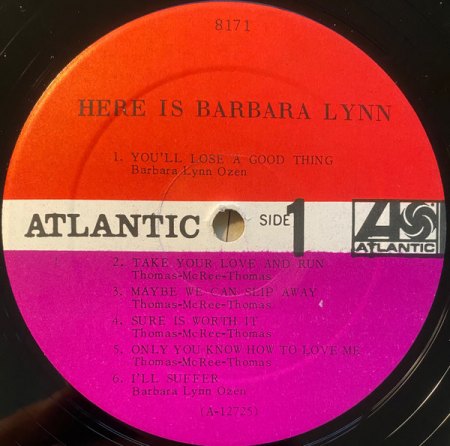 8171
HERE IS BARBARA LYNN
1. YOU'LL LOSE A GOOD THING
Barbara Lynn Ozen
ATLANTIC SIDE 1
ATLANTIC
2. TAKE YOUR LOVE AND RUN
Thomas-McRee-Thomas
3. MAYBE WE CAN SLIP AWAY
Thomas-McRee-Thomas
4. SURE IS WORTH IT
Thomas-McRee-Thomas
5. ONLY YOU KNOW HOW TO LOVE ME
Thomas-McRee-Thomas
6. I'LL SUFFER
Barbara Lynn Ozen
(A-12725)